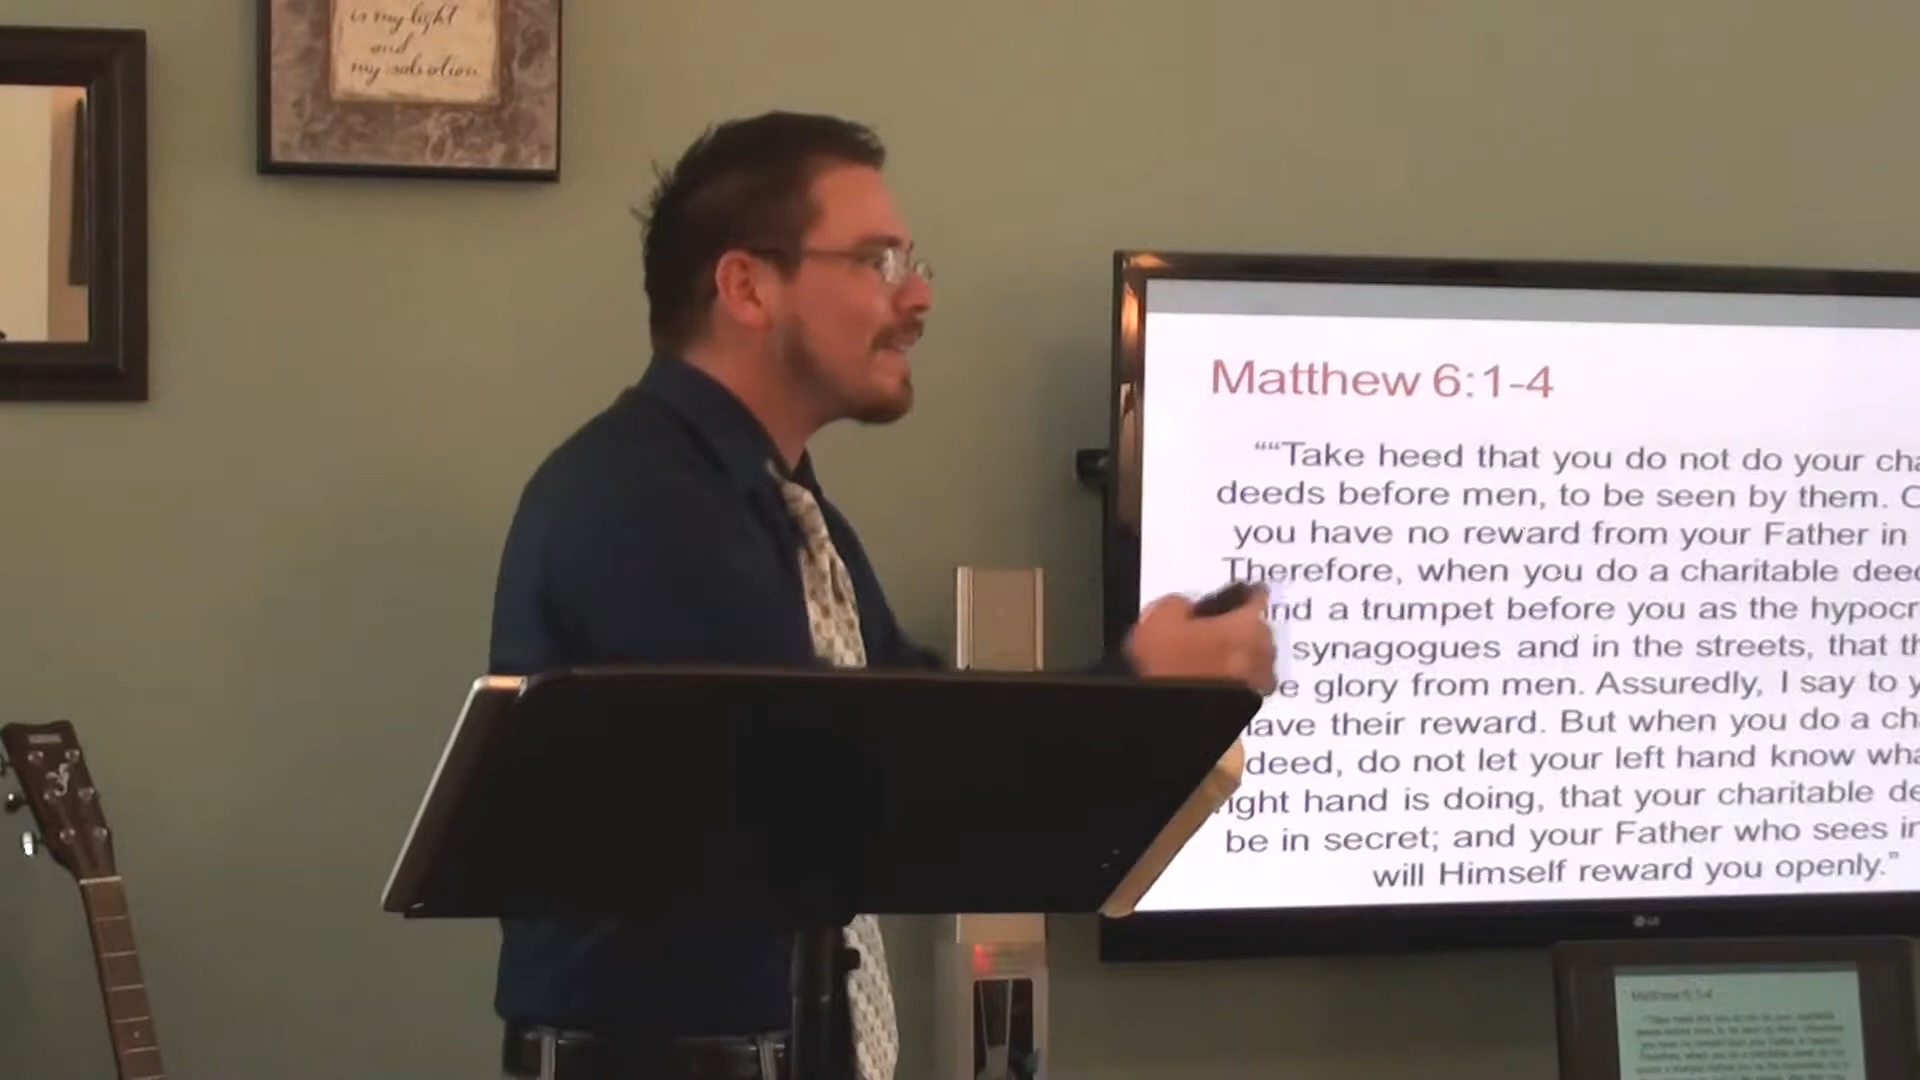 is my light
and
my salvation
Matthew 6:1-4
““Take heed that you do not do your cha
deeds before men, to be seen by them. O
you have no reward from your Father in
Therefore, when you do a charitable deed
nd a trumpet before you as the hypocr
synagogues and in the streets, that th
e glory from men. Assuredly, I say to y
have their reward. But when you do a cha
deed, do not let your left hand know wha
right hand is doing, that your charitable de
be in secret; and your Father who sees in
will Himself reward you openly.”
LG
Matthew 6:1-4